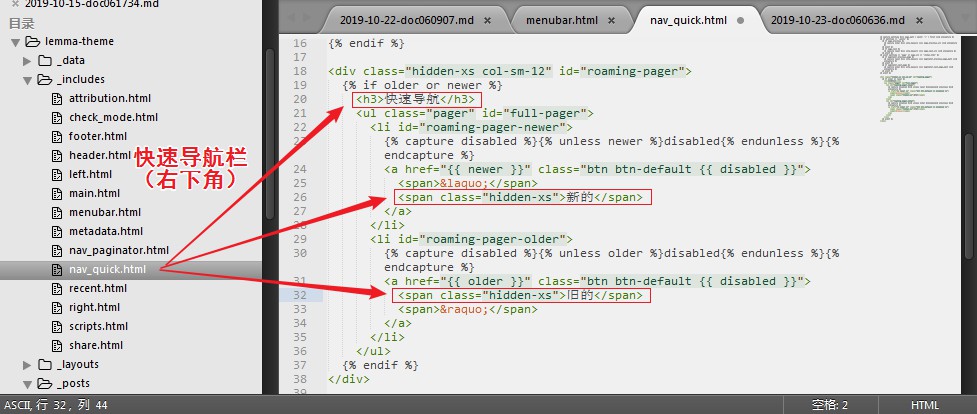 2019-10-15-doc061734.md
目录
lemma-theme
_data
_includes
attribution.html
check_mode.html
footer.html
header.html
left.html
main.html
menubar.html
metadata.html
nav_paginator.html
nav_quick.html
recent.html
right.html
scripts.html
share.html
_layouts
_posts
快速导航栏
（右下角）
2019-10-22-doc060907.md
menubar.html
nav_quick.html
2019-10-23-doc060636.md
16 {% endif %}
17
18 <div class="hidden-xs col-sm-12" id="roaming-pager">
19 {% if older or newer %}
20 <h3>快速导航</h3>
21 <ul class="pager" id="full-pager">
22 <li id="roaming-pager-newer">
23 {% capture disabled %}{% unless newer %}disabled{% endunless %}{%
endcapture %}
24 <a href="{{ newer }}" class="btn btn-default {{ disabled }}">
25 <span>&laquo;</span>
26 <span class="hidden-xs">新的</span>
27 </a>
28 </li>
29 <li id="roaming-pager-older">
30 {% capture disabled %}{% unless older %}disabled{% endunless %}{%
endcapture %}
31 <a href="{{ older }}" class="btn btn-default {{ disabled }}">
32 <span class="hidden-xs">旧的</span>
33 <span>&raquo;</span>
34 </a>
35 </li>
36 </ul>
37 {% endif %}
38 </div>
39
ASCII, 行 32, 列 44
空格: 2
HTML